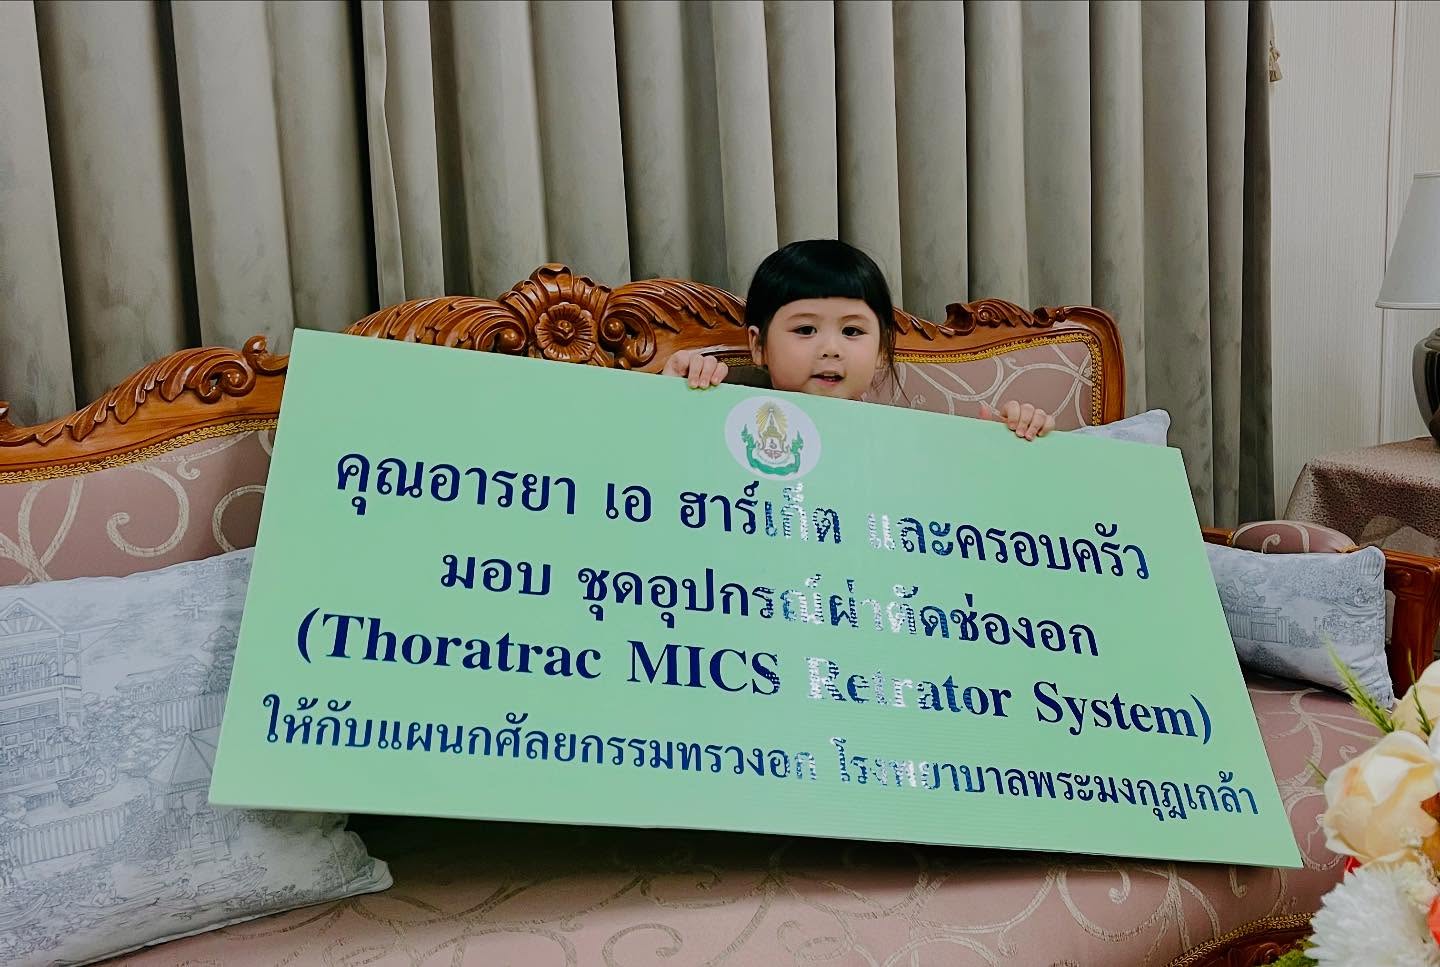 คุณอารยา เอ ฮาร์เก็ต และครอบครัว
มอบ ชุดอุปกรณ์ผ่าตัดช่องอก
(Thoratrac MICS Retrator System)
ให้กับแผนกศัลยกรรมทรวงอก โรงพยาบาลพระมงกุฎเกล้า